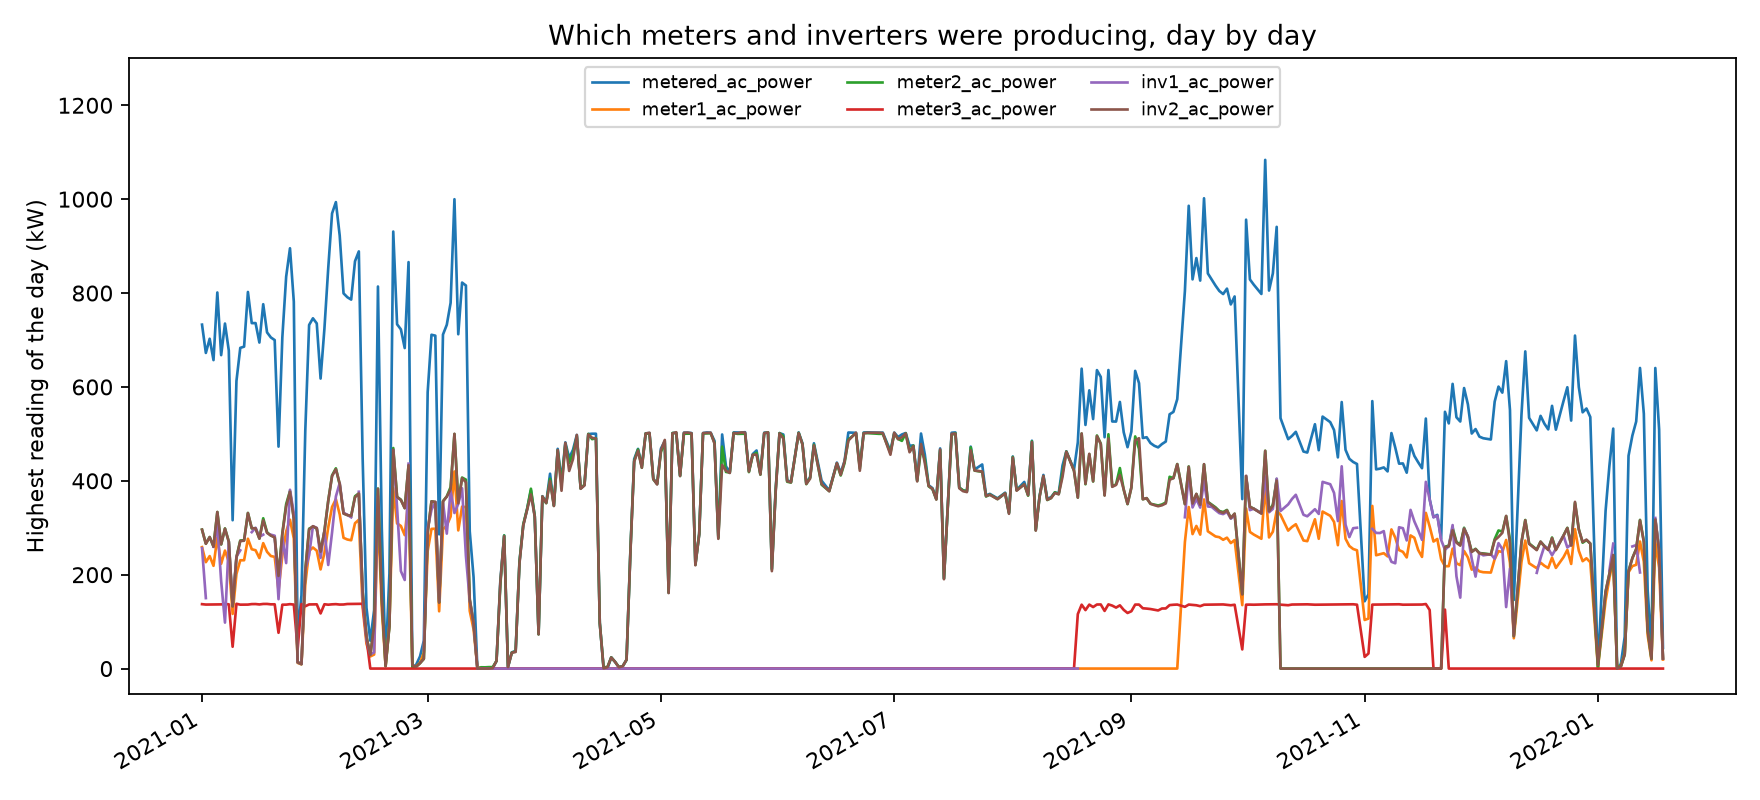 Which meters and inverters were producing, day by day
metered_ac_power
meter1_ac_power
meter2_ac_power
meter3_ac_power
inv1_ac_power
inv2_ac_power
Highest reading of the day (kW)
1200
1000
800
600
400
200
0
2021-01
2021-03
2021-05
2021-07
2021-09
2021-11
2022-01